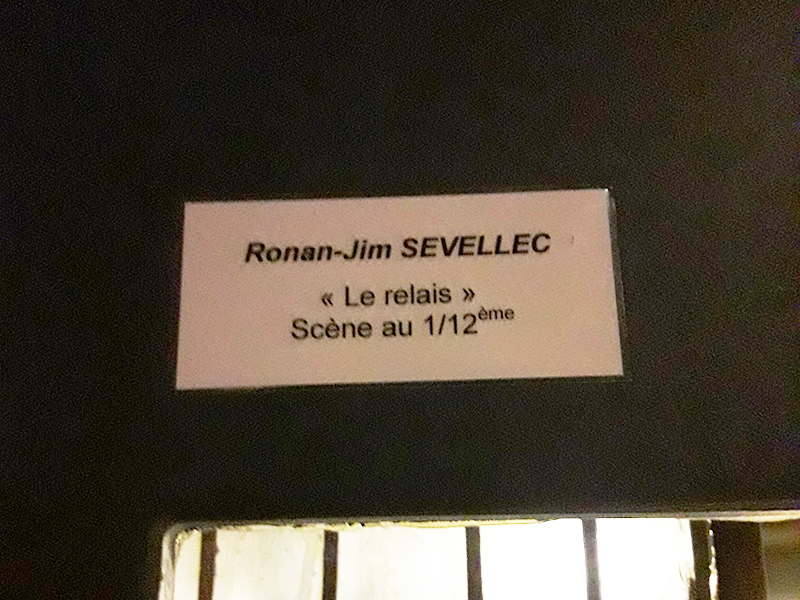 Ronan-Jim SEVELLEC
« Le relais »
Scène au 1/12ème